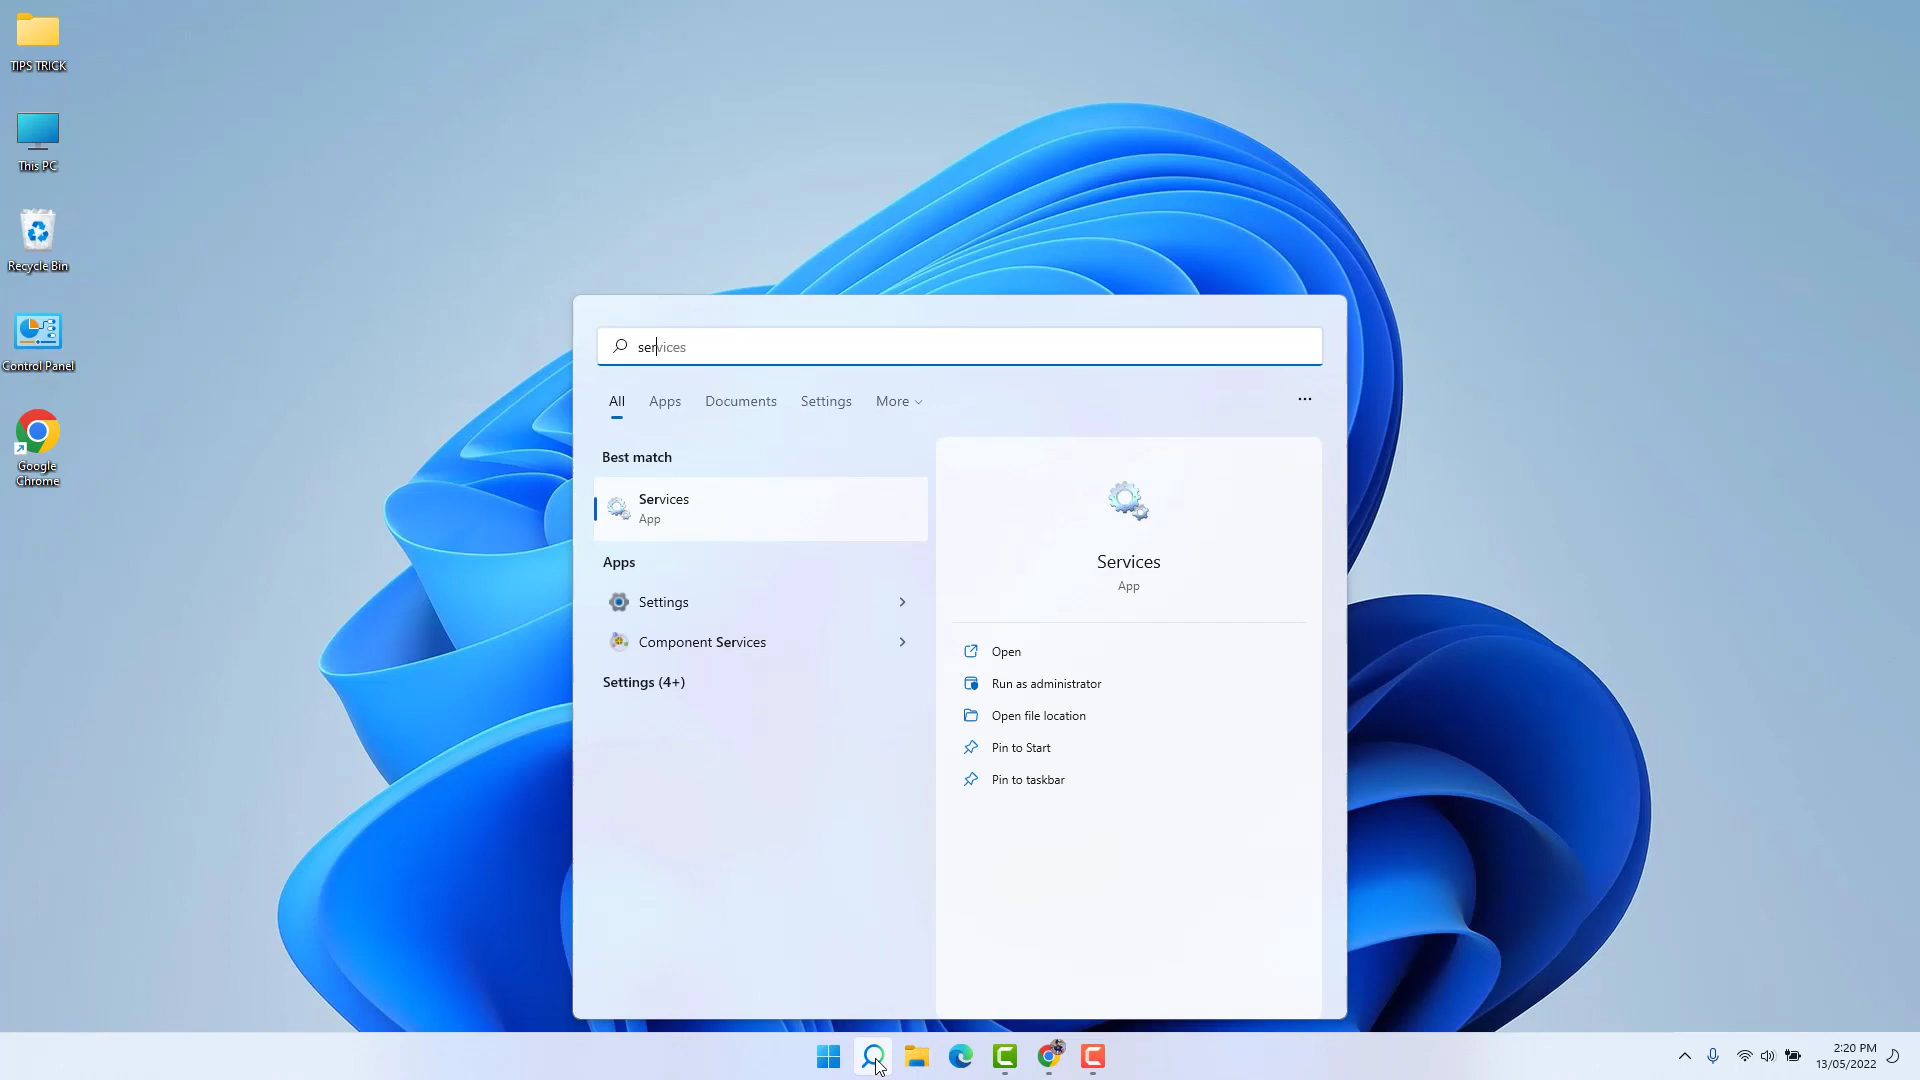 TIPS TRICK
This PC
Recycle Bin
Control Panel
Google
Chrome
services
All
Apps
Documents
Settings
More
Best match
Services
App
Apps
Settings
Component Services
Settings (4+)
Services
App
Open
Run as administrator
Open file location
Pin to Start
Pin to taskbar
2:20 PM
13/05/2022